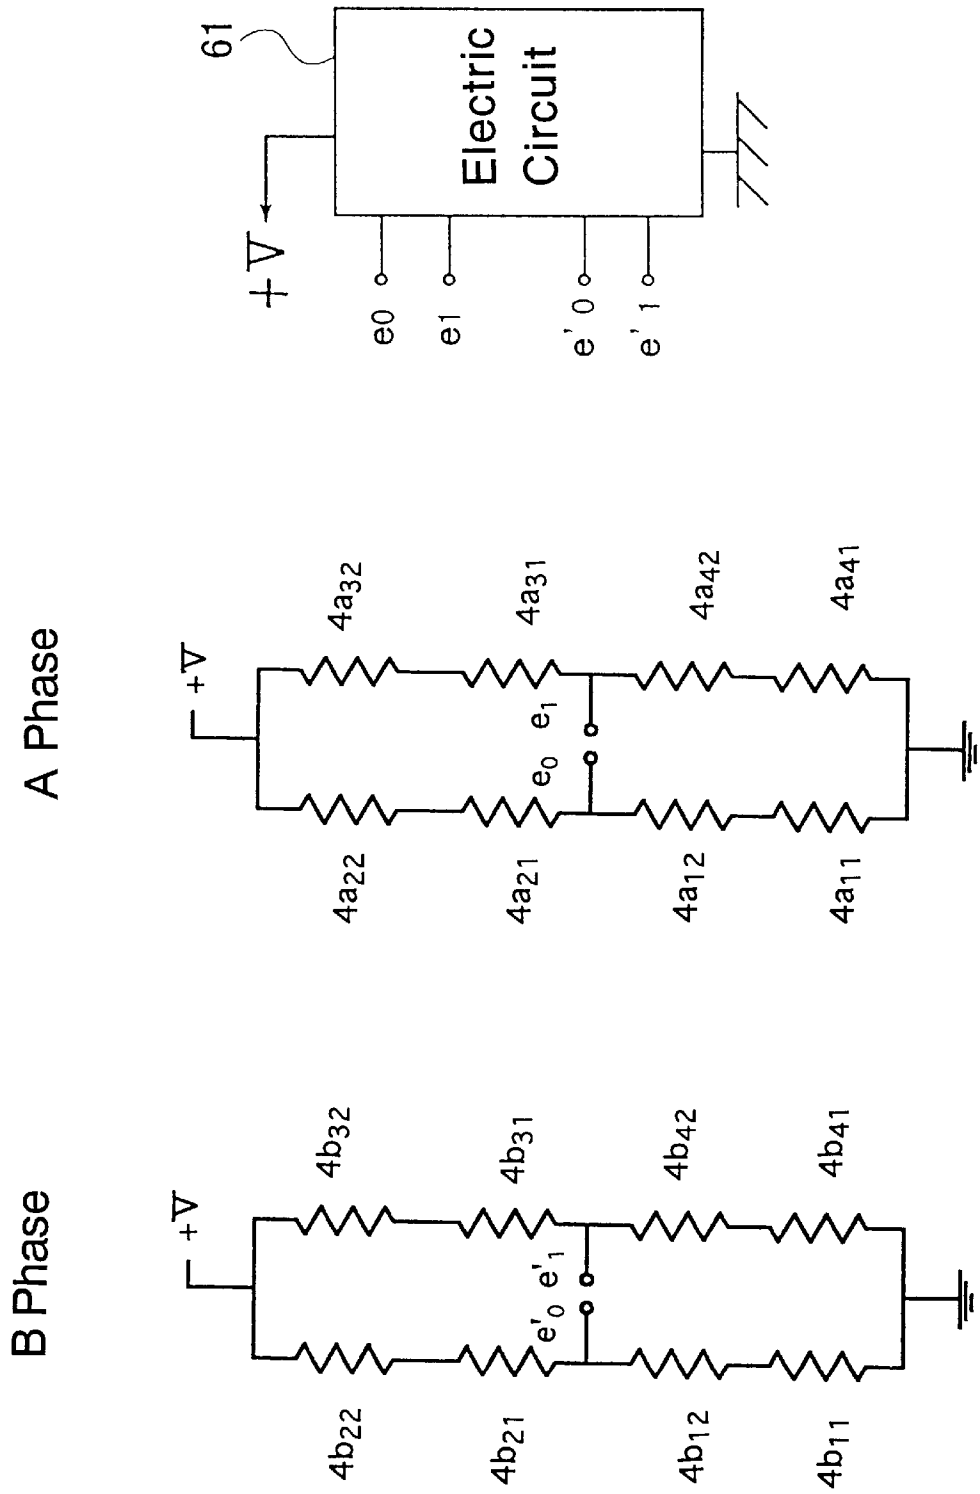 B Phase
+V
4b22
4b32
4b21
4b31
e'0
e'1
4b12
4b42
4b11
4b41
A Phase
+V
4a22
4a32
4a21
4a31
e0
e1
4a12
4a42
4a11
4a41
61
+V
e0
e1
e'0
e'1
Electric
Circuit